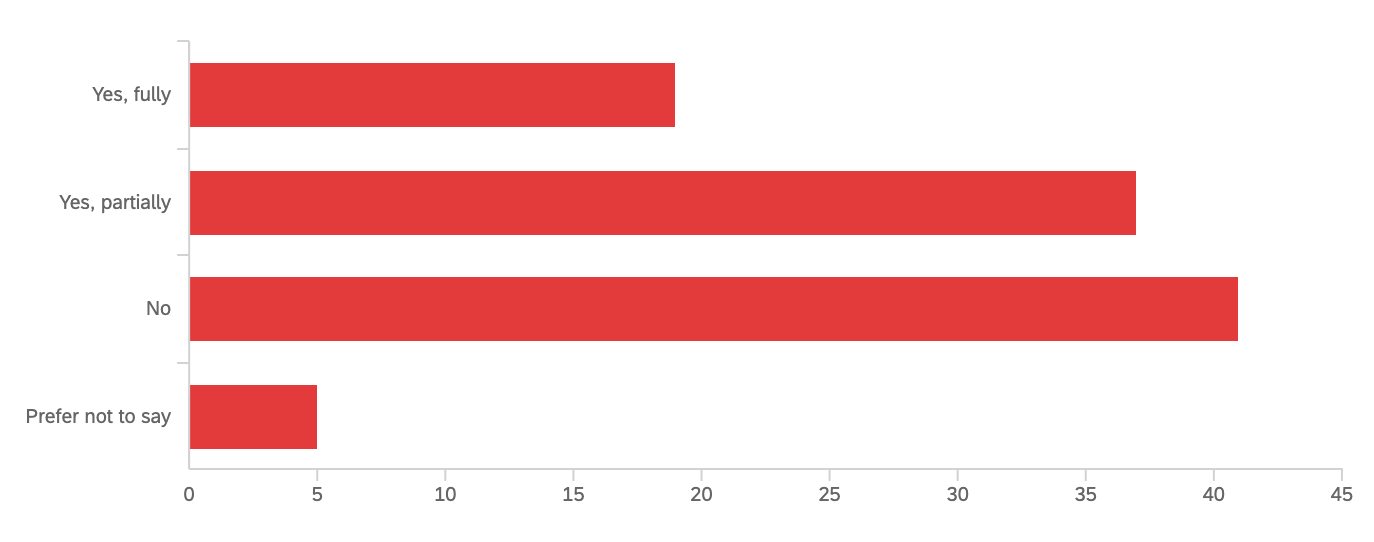 Yes, fully
Yes, partially
No
Prefer not to say
0 5 10 15 20 25 30 35 40 45